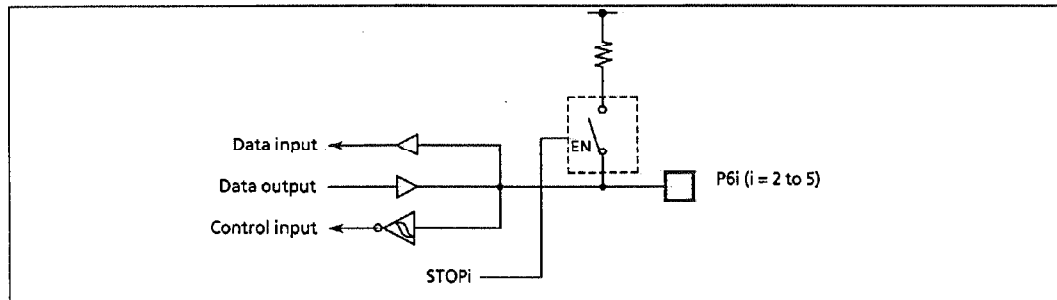 EN
Data input
Data output
P6i (i = 2 to 5)
Control input
STOPi